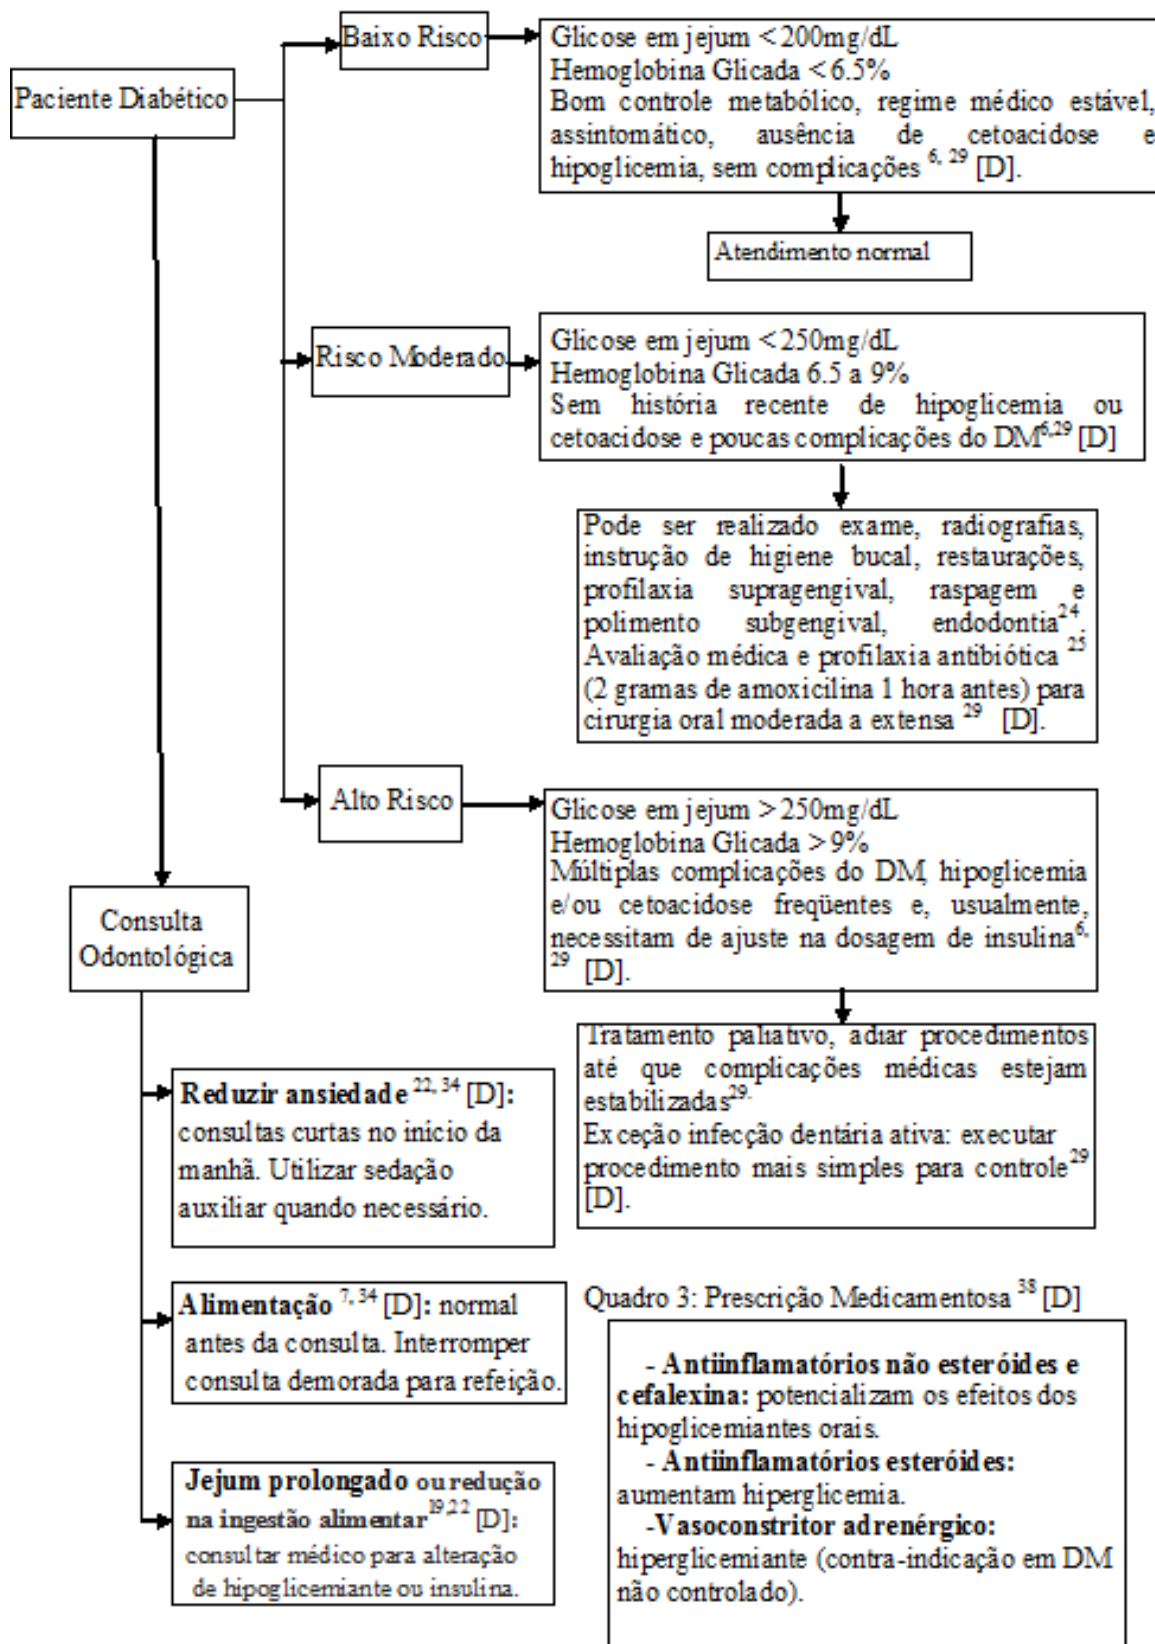 Paciente Diabético
Baixo Risco
Glicose em jejum <200mg/dL
Hemoglobina Glicada <6.5%
Bom controle metabólico, regime médico estável,
assintomático, ausência de cetoacidose e
hipoglicemia, sem complicações 6, 29 [D].
Atendimento normal
Risco Moderado
Glicose em jejum <250mg/dL
Hemoglobina Glicada 6.5 a 9%
Sem história recente de hipoglicemia ou
cetoacidose e poucas complicações do DM6,29 [D]
Pode ser realizado exame, radiografias,
instrução de higiene bucal, restaurações,
profilaxia supragengival, raspagem e
polimento subgengival, endodontia24.
Avaliação médica e profilaxia antibiótica 25
(2 gramas de amoxicilina 1 hora antes) para
cirurgia oral moderada a extensa 29 [D].
Alto Risco
Glicose em jejum >250mg/dL
Hemoglobina Glicada >9%
Múltiplas complicações do DM, hipoglicemia
e/ou cetoacidose freqüentes e, usualmente,
necessitam de ajuste na dosagem de insulina6,
29 [D].
Tratamento paliativo, adiar procedimentos
até que complicações médicas estejam
estabilizadas29.
Exceção infecção dentária ativa: executar
procedimento mais simples para controle29
[D].
Consulta
Odontológica
Reduzir ansiedade 22, 34 [D]:
consultas curtas no início da
manhã. Utilizar sedação
auxiliar quando necessário.
Alimentação 7, 34 [D]: normal
antes da consulta. Interromper
consulta demorada para refeição.
Jejum prolongado ou redução
na ingestão alimentar19,22 [D]:
consultar médico para alteração
de hipoglicemiante ou insulina.
Quadro 3: Prescrição Medicamentosa 38 [D]
- Antiinflamatórios não esteróides e
cefalexina: potencializam os efeitos dos
hipoglicemiantes orais.
- Antiinflamatórios esteróides:
aumentam hiperglicemia.
-Vasoconstritor adrenérgico:
hiperglicemiante (contra-indicação em DM
não controlado).